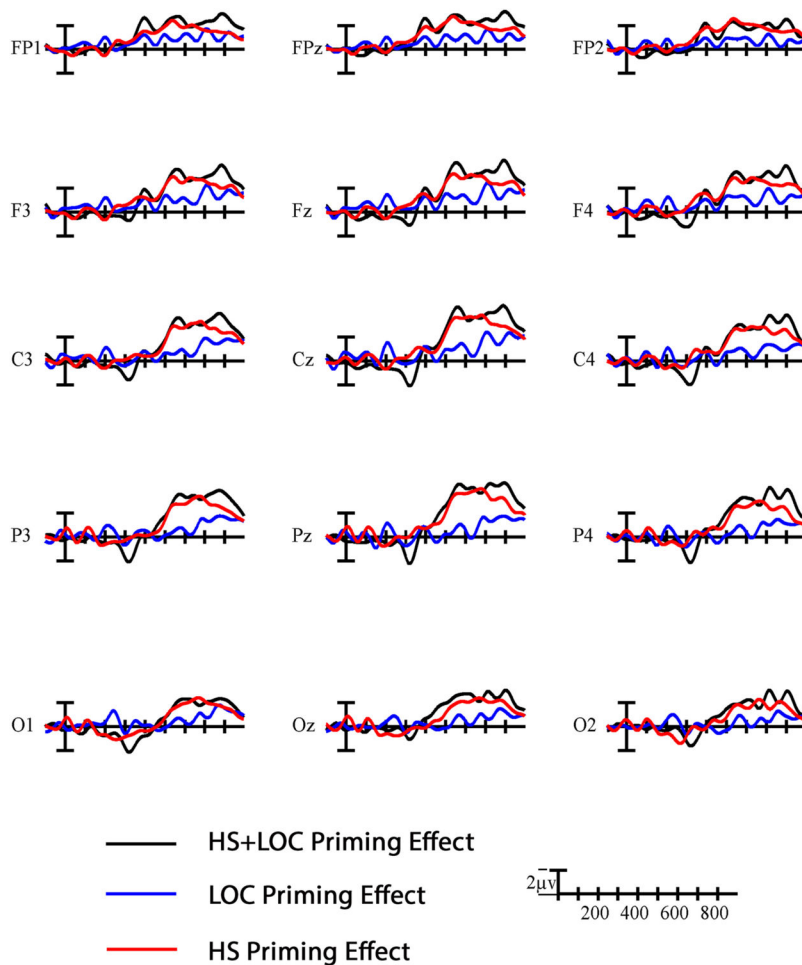 FP1 FPz FP2
F3 Fz F4
C3 Cz C4
P3 Pz P4
O1 Oz O2
HS+LOC Priming Effect
LOC Priming Effect
HS Priming Effect
2μv
200 400 600 800